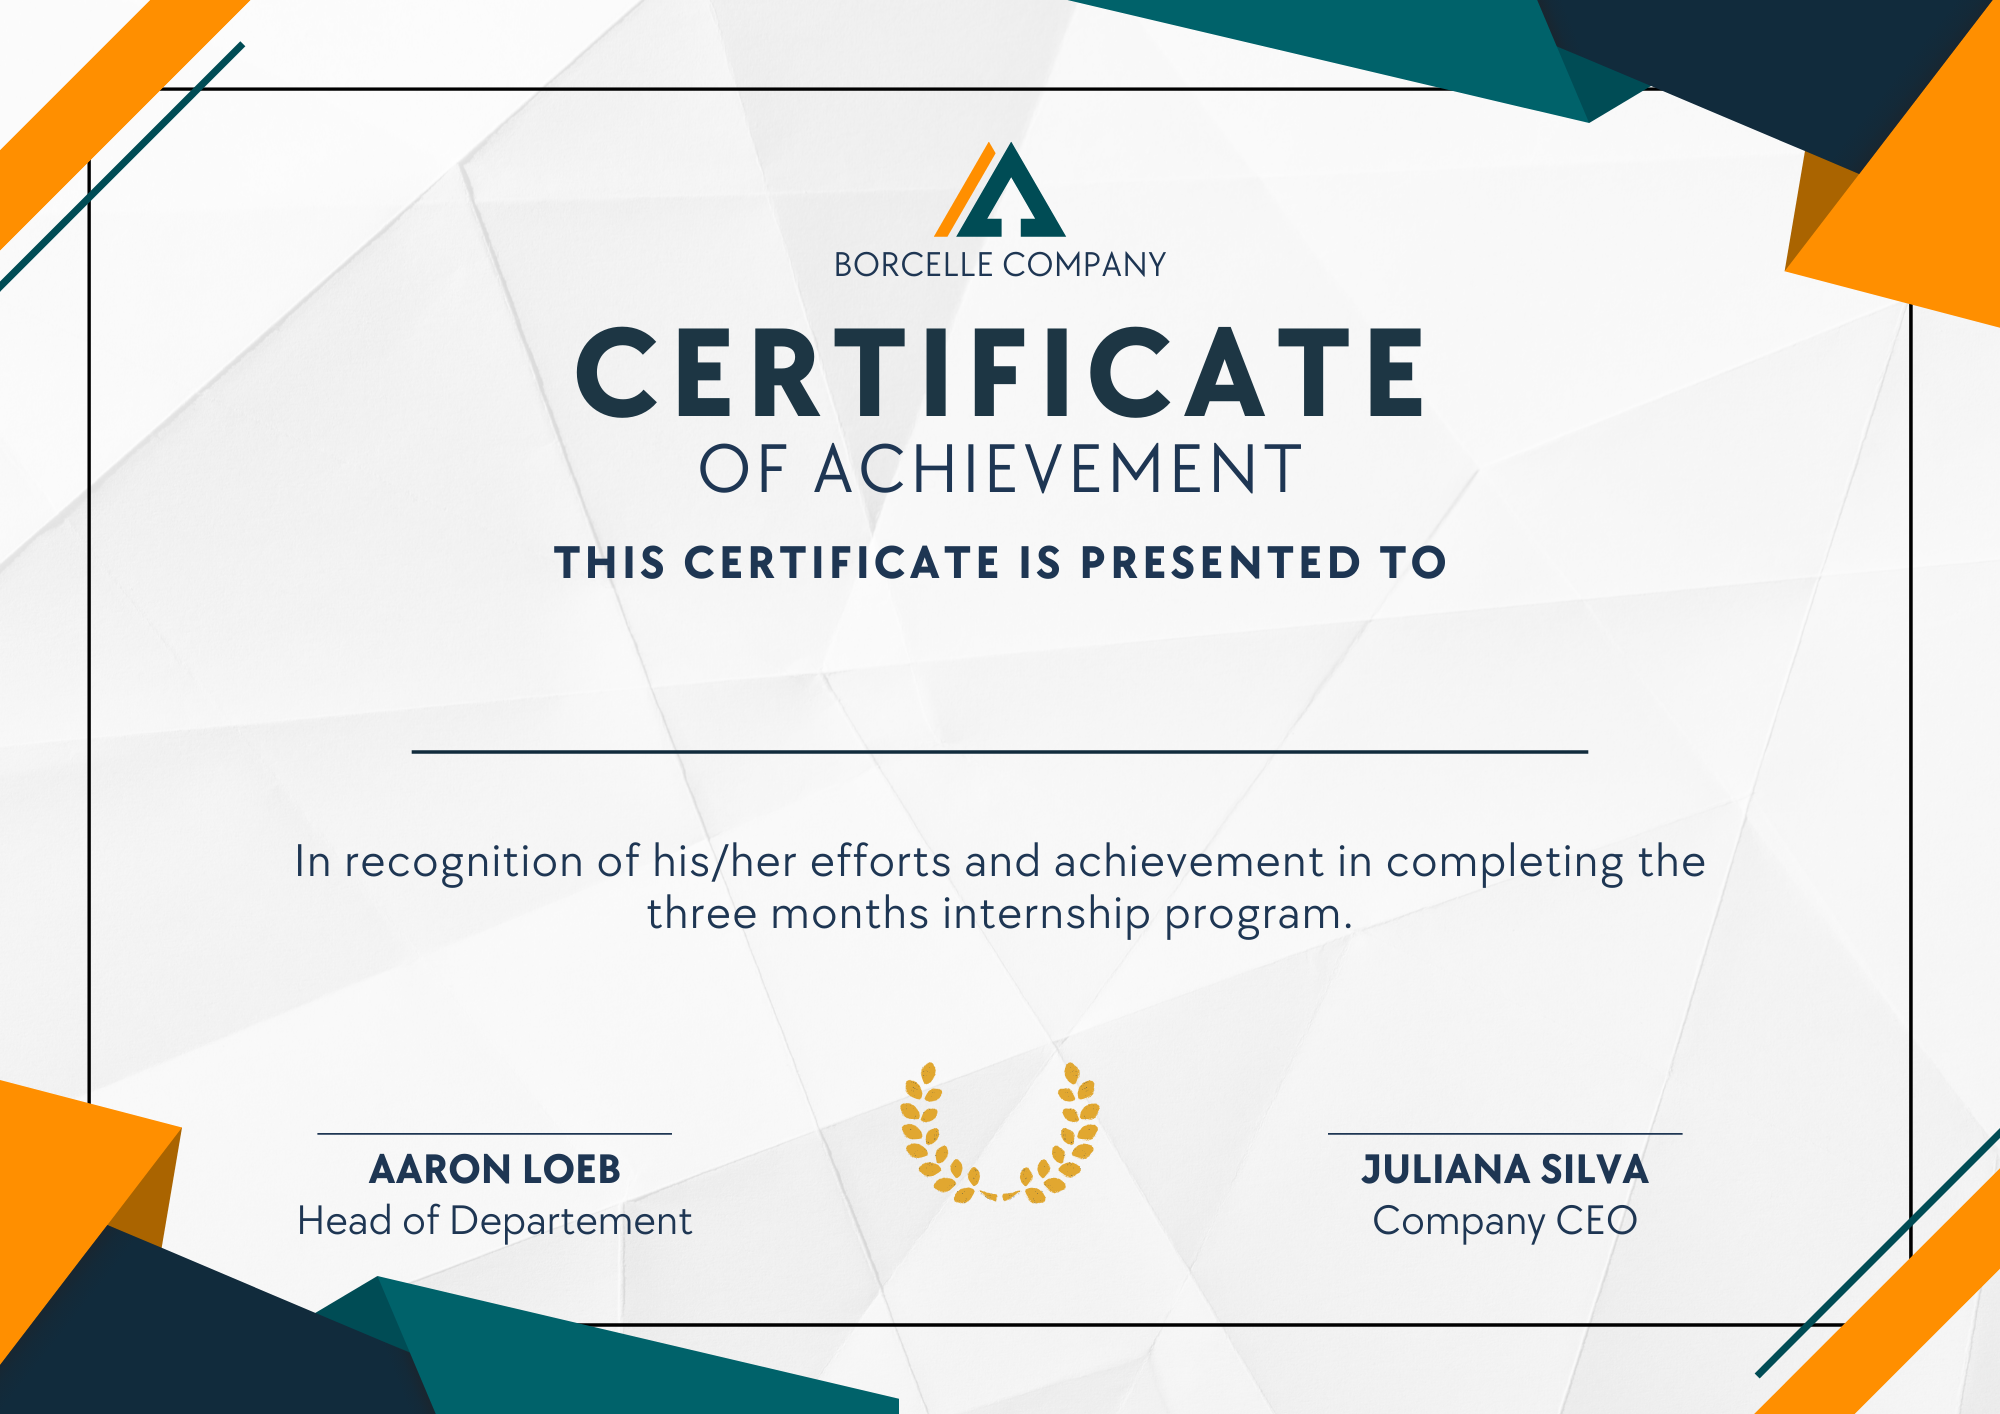 BORCELLE COMPANY
CERTIFICATE
OF ACHIEVEMENT
THIS CERTIFICATE IS PRESENTED TO
In recognition of his/her efforts and achievement in completing the
three months internship program.
AARON LOEB
Head of Departement
JULIANA SILVA
Company CEO